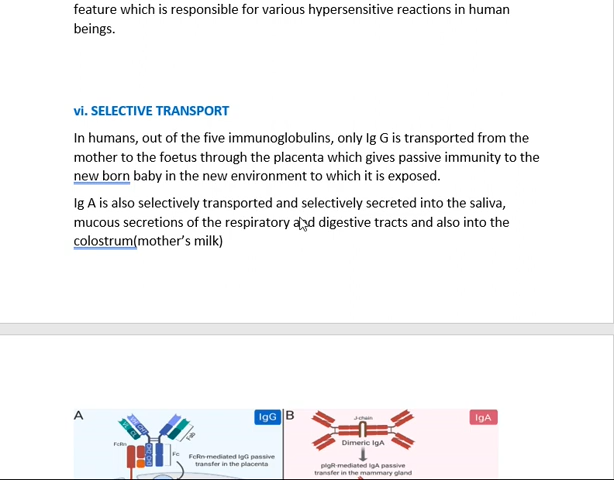 feature which is responsible for various hypersensitive reactions in human
beings.
vi. SELECTIVE TRANSPORT
In humans, out of the five immunoglobulins, only Ig G is transported from the
mother to the foetus through the placenta which gives passive immunity to the
new born baby in the new environment to which it is exposed.
Ig A is also selectively transported and selectively secreted into the saliva,
mucous secretions of the respiratory and digestive tracts and also into the
colostrum(mother's milk)
A
IgG
FcRn
Fab
Fc
FcRn-mediated IgG passive
transfer in the placenta
B
IgA
J-chain
Dimeric IgA
pIgR-mediated IgA passive
transfer in the mammary gland